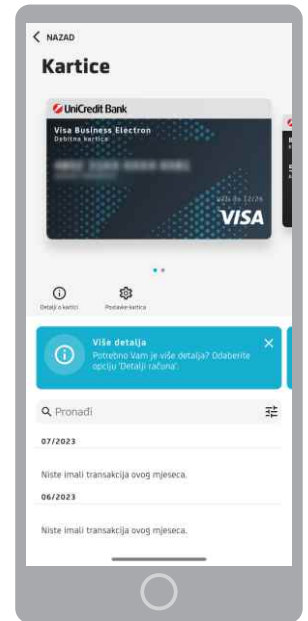 NAZAD
Kartice
UniCredit Bank
Visa Business Electron
Debitna kartica
VISA
Detalji o kartici
Postavke kartica
Više detalja
Potrebno Vam je više detalja? Odaberite
opciju 'Detalji računa'.
Pronađi
07/2023
Niste imali transakcija ovog mjeseca.
06/2023
Niste imali transakcija ovog mjeseca.